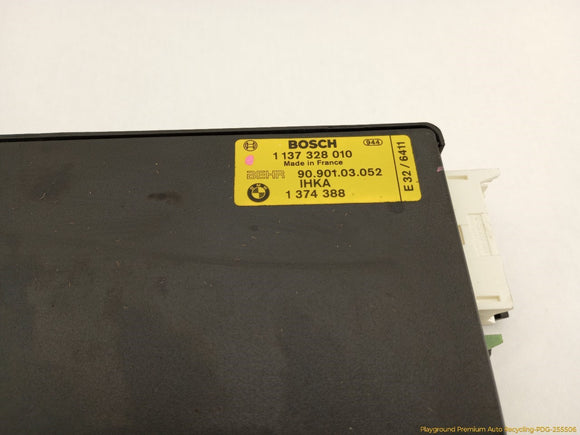 BOSCH 944
1 137 328 010
Made in France
BEHR 90.901.03.052
IHKA
1 374 388
E 32 / 6411
Playground Premium Auto Recycling-PDG-255506